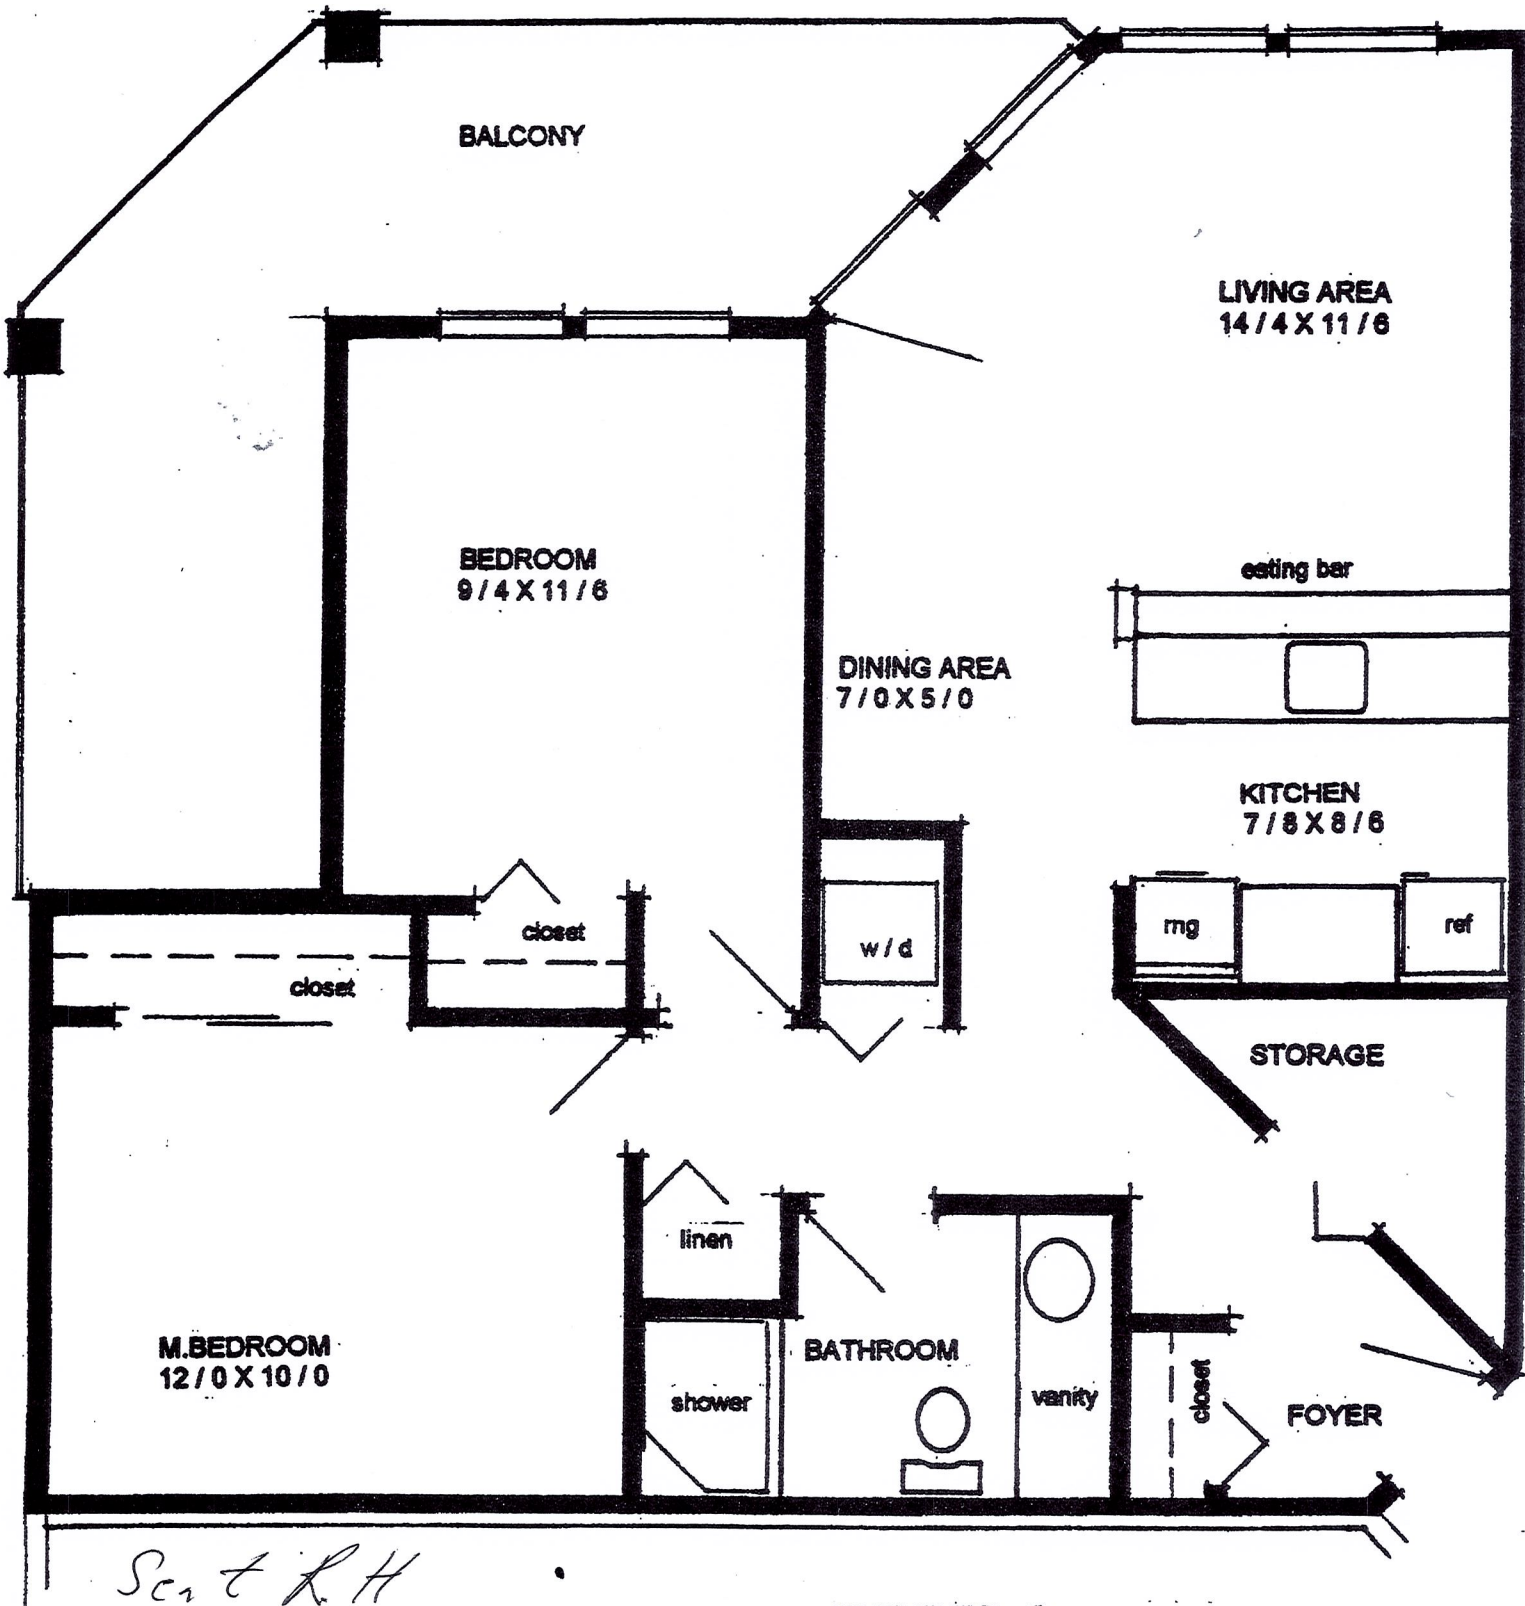 BALCONY
LIVING AREA
14 / 4 X 11 / 6
BEDROOM
9 / 4 X 11 / 6
eating bar
DINING AREA
7 / 0 X 5 / 0
KITCHEN
7 / 8 X 8 / 6
closet
closet
w / d
rng
ref
STORAGE
linen
M.BEDROOM
12 / 0 X 10 / 0
BATHROOM
shower
vanity
closet
FOYER
R H